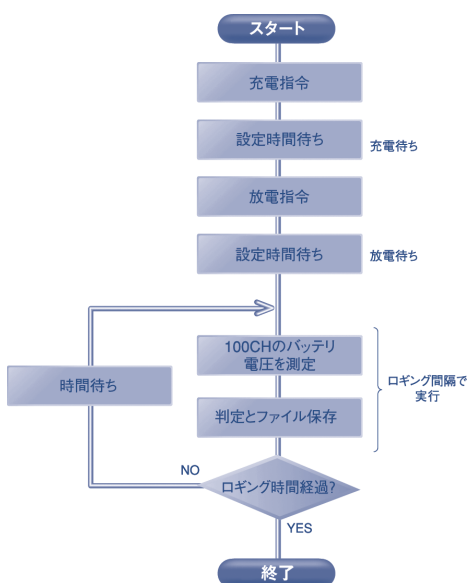 スタート
充電指令
設定時間待ち
充電待ち
放電指令
設定時間待ち
放電待ち
100CHのバッテリ
電圧を測定
時間待ち
ロギング間隔で
実行
判定とファイル保存
NO
ロギング時間経過?
YES
終了